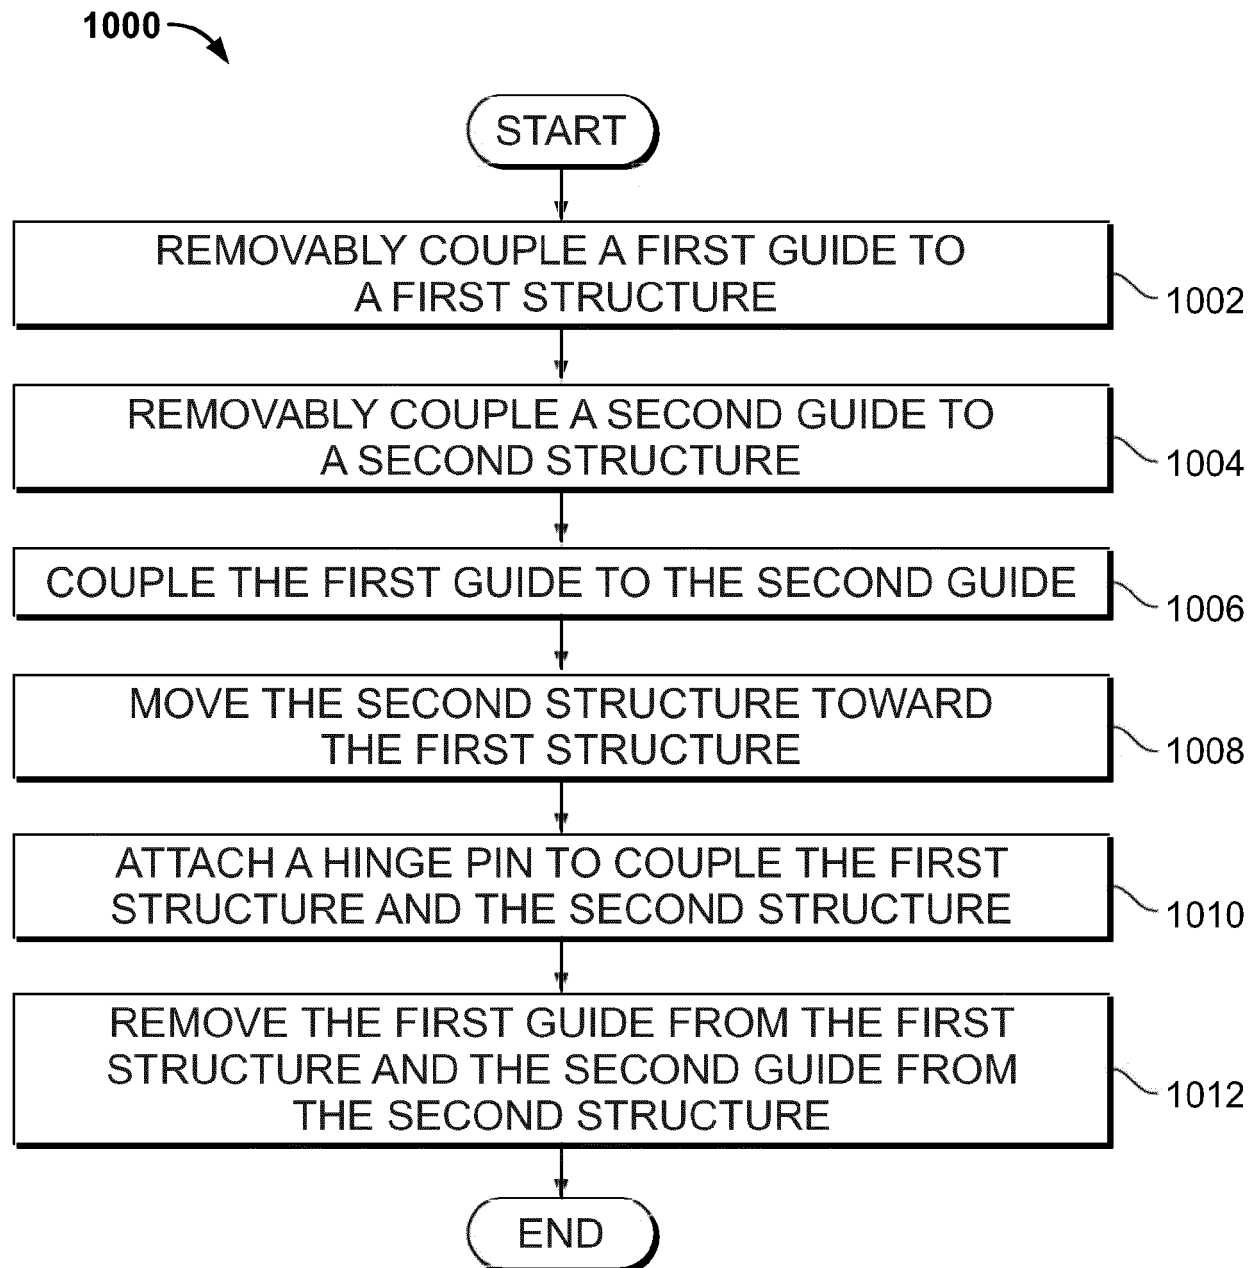 1000
START
REMOVABLY COUPLE A FIRST GUIDE TO
A FIRST STRUCTURE
1002
REMOVABLY COUPLE A SECOND GUIDE TO
A SECOND STRUCTURE
1004
COUPLE THE FIRST GUIDE TO THE SECOND GUIDE
1006
MOVE THE SECOND STRUCTURE TOWARD
THE FIRST STRUCTURE
1008
ATTACH A HINGE PIN TO COUPLE THE FIRST
STRUCTURE AND THE SECOND STRUCTURE
1010
REMOVE THE FIRST GUIDE FROM THE FIRST
STRUCTURE AND THE SECOND GUIDE FROM
THE SECOND STRUCTURE
1012
END